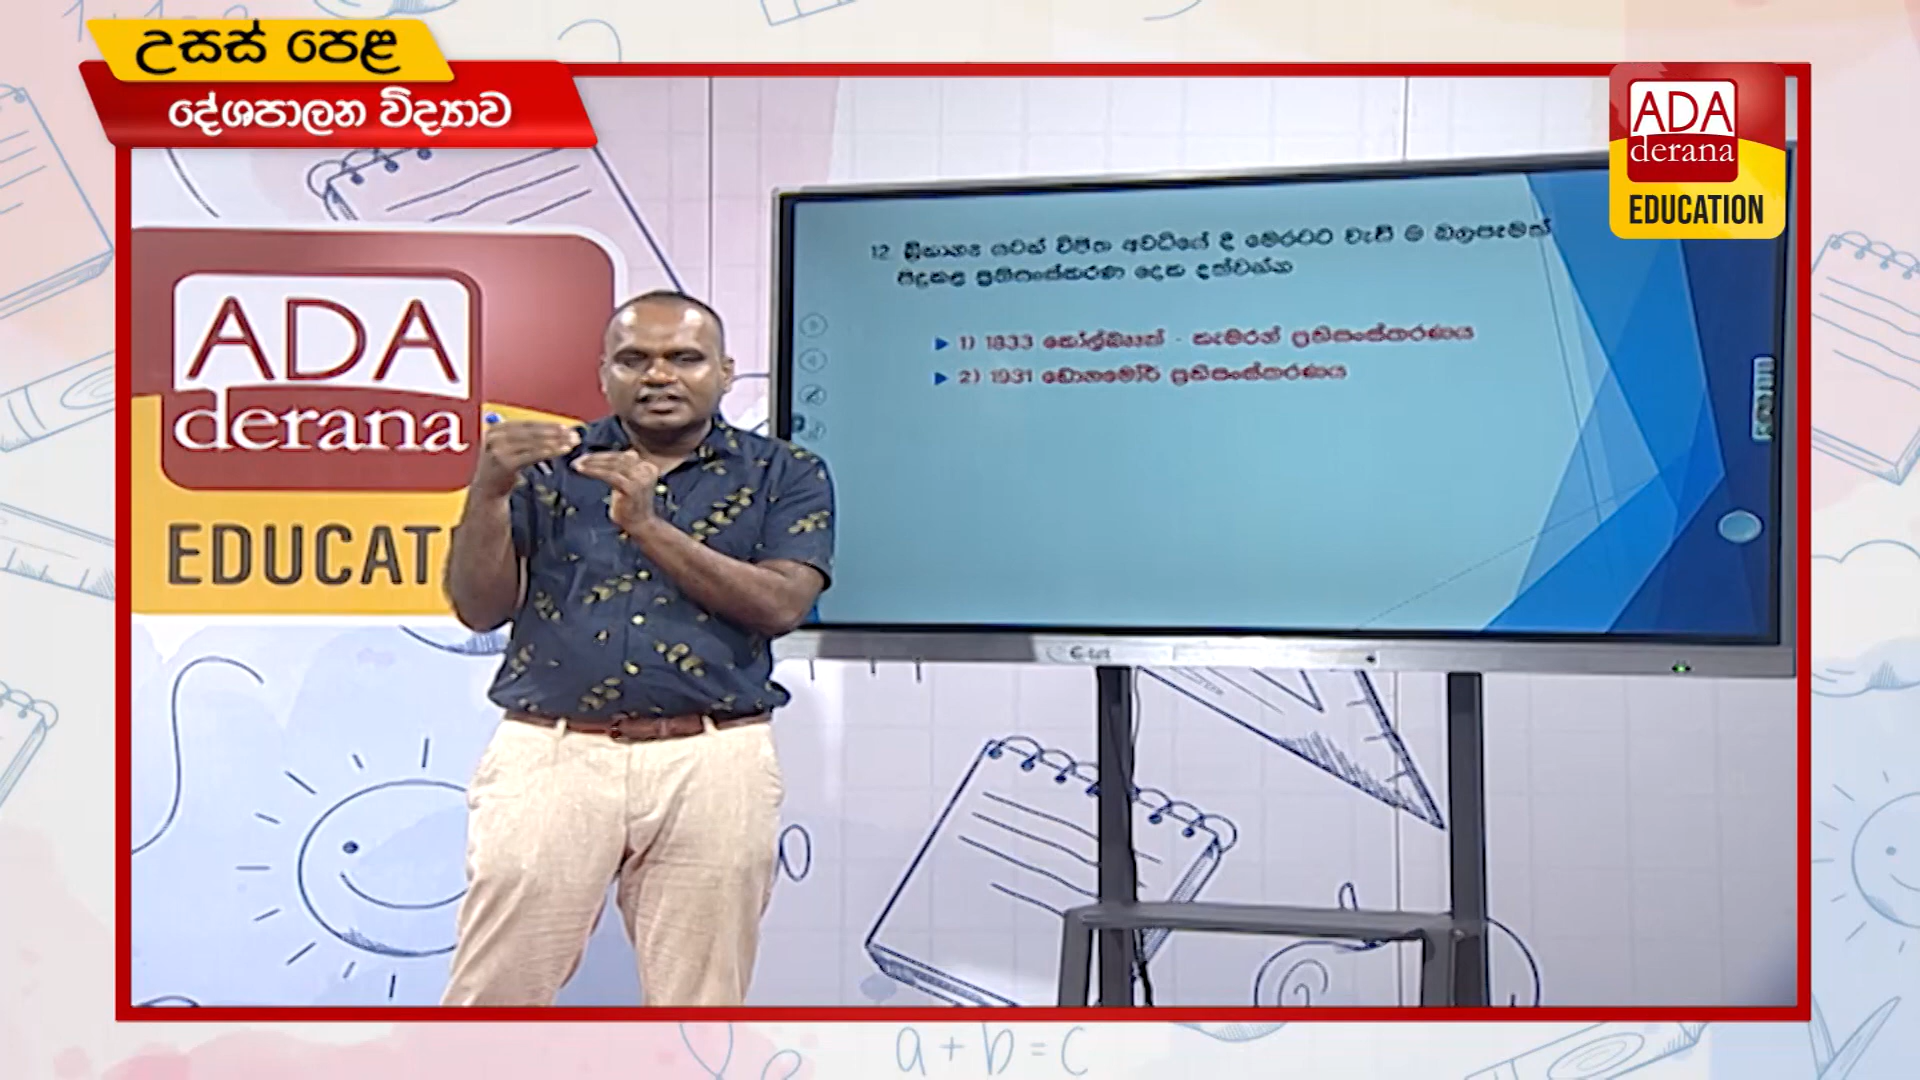 උසස් පෙළ
දේශපාලන විද්‍යාව
ADA
derana
EDUCATION
12. බ්‍රිතාන්‍ය යටත් විජිත අවධියේ දී මෙරටට වැඩි ම බලපෑමක්
සිදුකළ ප්‍රතිසංස්කරණ දෙක දක්වන්න
1) 1833 කෝල්බෘක් - කැමරන් ප්‍රතිසංස්කරණය
2) 1931 ඩොනමෝර් ප්‍රතිසංස්කරණය
ADA
derana
EDUCAT
a + b = c